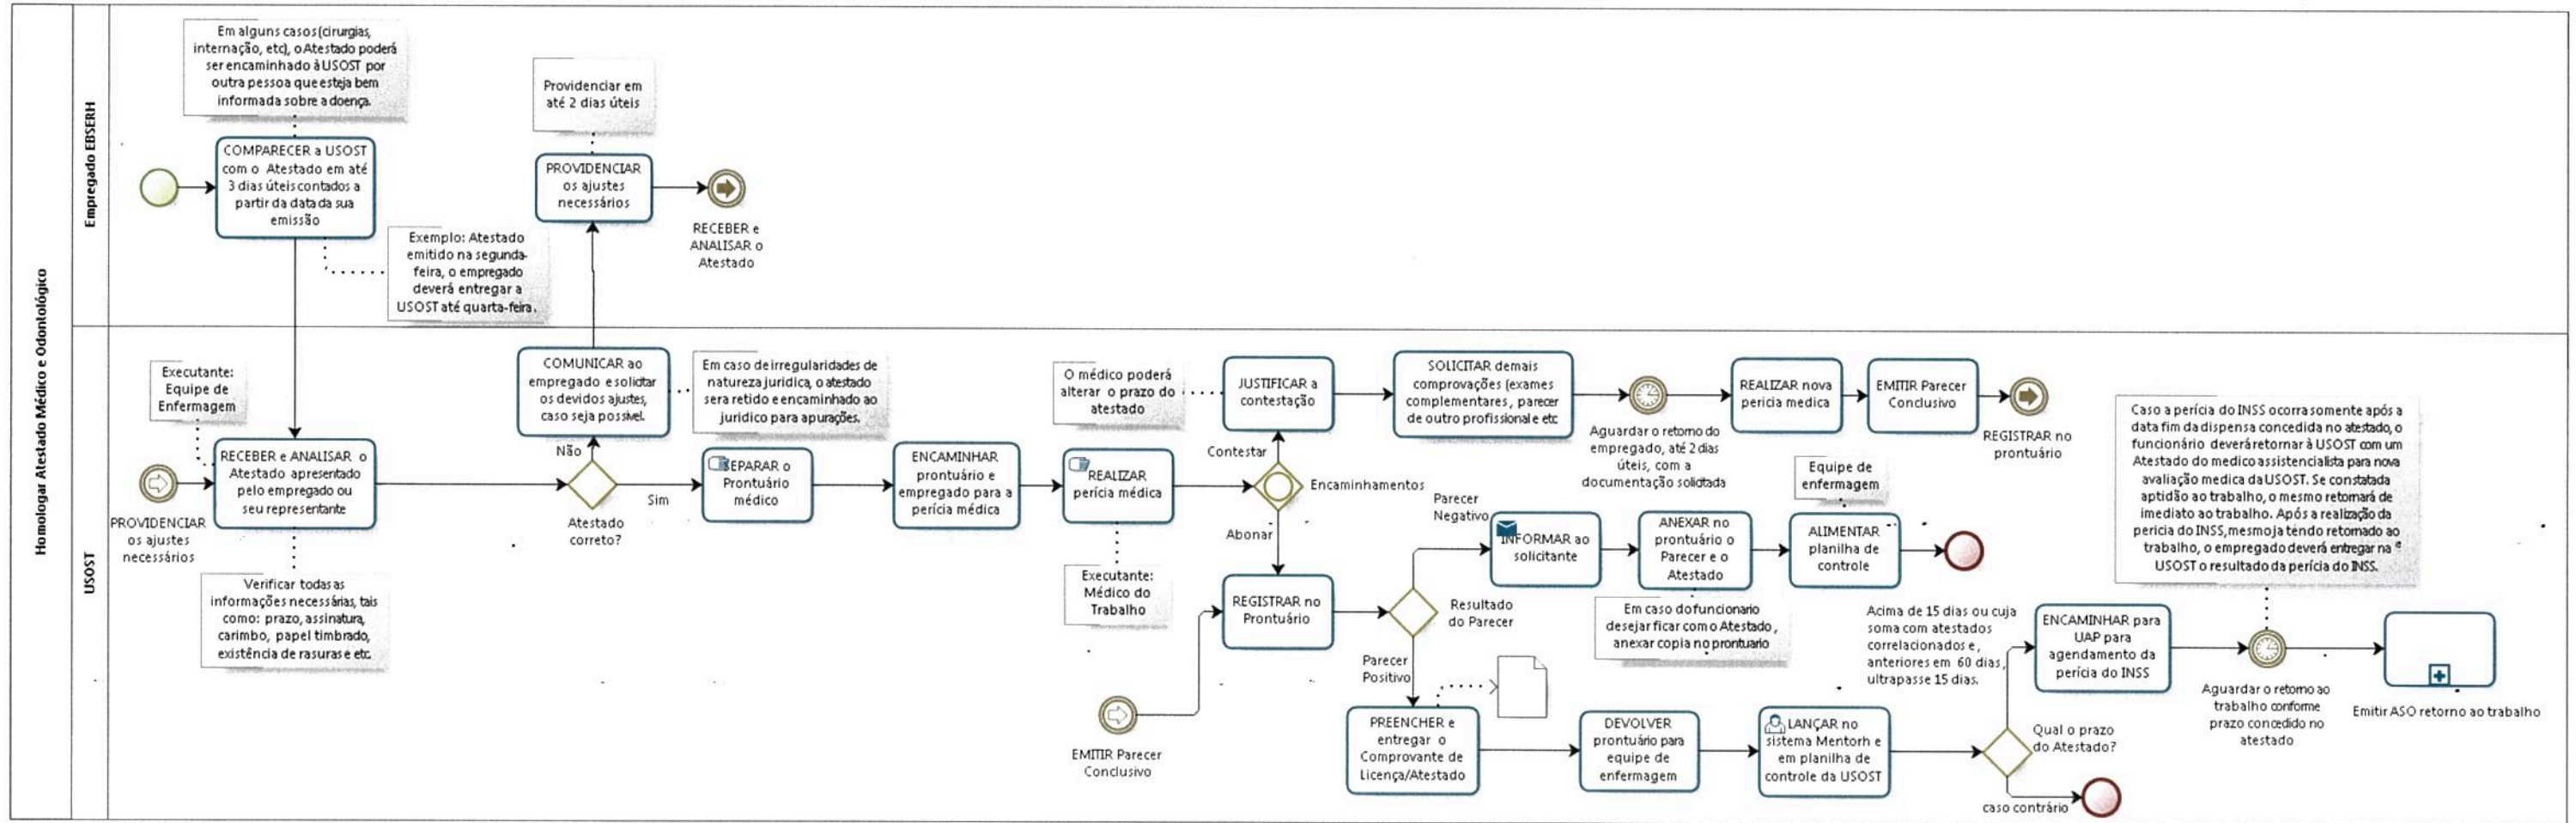 Homologar Atestado Médico e Odontológico
Empregado EBSERH
Em alguns casos (cirurgias,
internação, etc), o Atestado poderá
ser encaminhado à USOST por
outra pessoa que esteja bem
informada sobre a doença.
COMPARECER a USOST
com o Atestado em até
3 dias úteis contados a
partir da data da sua
emissão
Exemplo: Atestado
emitido na segunda-
feira, o empregado
deverá entregar a
USOST até quarta-feira.
Providenciar em
até 2 dias úteis
PROVIDENCIAR
os ajustes
necessários
RECEBER e
ANALISAR o
Atestado
USOST
Executante:
Equipe de
Enfermagem
PROVIDENCIAR
os ajustes
necessários
RECEBER e ANALISAR o
Atestado apresentado
pelo empregado ou
seu representante
Verificar todas as
informações necessárias, tais
como: prazo, assinatura,
carimbo, papel timbrado,
existência de rasuras e etc.
COMUNICAR ao
empregado e solicitar
os devidos ajustes,
caso seja possível.
Em caso de irregularidades de
natureza juridica, o atestado
sera retido e encaminhado ao
juridico para apurações.
Não
Sim
Atestado
correto?
SEPARAR o
Prontuário
médico
ENCAMINHAR
prontuário e
empregado para a
perícia médica
REALIZAR
perícia médica
Executante:
Médico do
Trabalho
O médico poderá
alterar o prazo do
atestado
JUSTIFICAR a
contestação
Contestar
Encaminhamentos
Abonar
SOLICITAR demais
comprovações (exames
complementares, parecer
de outro profissional e etc
Aguardar o retorno do
empregado, até 2 dias
úteis, com a
documentação solicitada
REALIZAR nova
pericia medica
EMITIR Parecer
Conclusivo
REGISTRAR no
prontuário
EMITIR Parecer
Conclusivo
REGISTRAR no
Prontuário
Resultado
do Parecer
Parecer
Negativo
INFORMAR ao
solicitante
ANEXAR no
prontuário o
Parecer e o
Atestado
Em caso do funcionario
desejar ficar com o Atestado,
anexar copia no prontuario
Equipe de
enfermagem
ALIMENTAR
planilha de
controle
Parecer
Positivo
PREENCHER e
entregar o
Comprovante de
Licença/Atestado
DEVOLVER
prontuário para
equipe de
enfermagem
LANÇAR no
sistema Mentorh e
em planilha de
controle da USOST
Qual o prazo
do Atestado?
caso contrário
Acima de 15 dias ou cuja
soma com atestados
correlacionados e,
anteriores em 60 dias,
ultrapasse 15 dias.
ENCAMINHAR para
UAP para
agendamento da
perícia do INSS
Caso a perícia do INSS ocorra somente após a
data fim da dispensa concedida no atestado, o
funcionário deverá retornar à USOST com um
Atestado do medico assistencialista para nova
avaliação medica da USOST. Se constatada
aptidão ao trabalho, o mesmo retornará de
imediato ao trabalho. Após a realização da
pericia do INSS, mesmo ja tendo retornado ao
trabalho, o empregado deverá entregar na
USOST o resultado da perícia do INSS.
Aguardar o retorno ao
trabalho conforme
prazo concedido no
atestado
Emitir ASO retorno ao trabalho